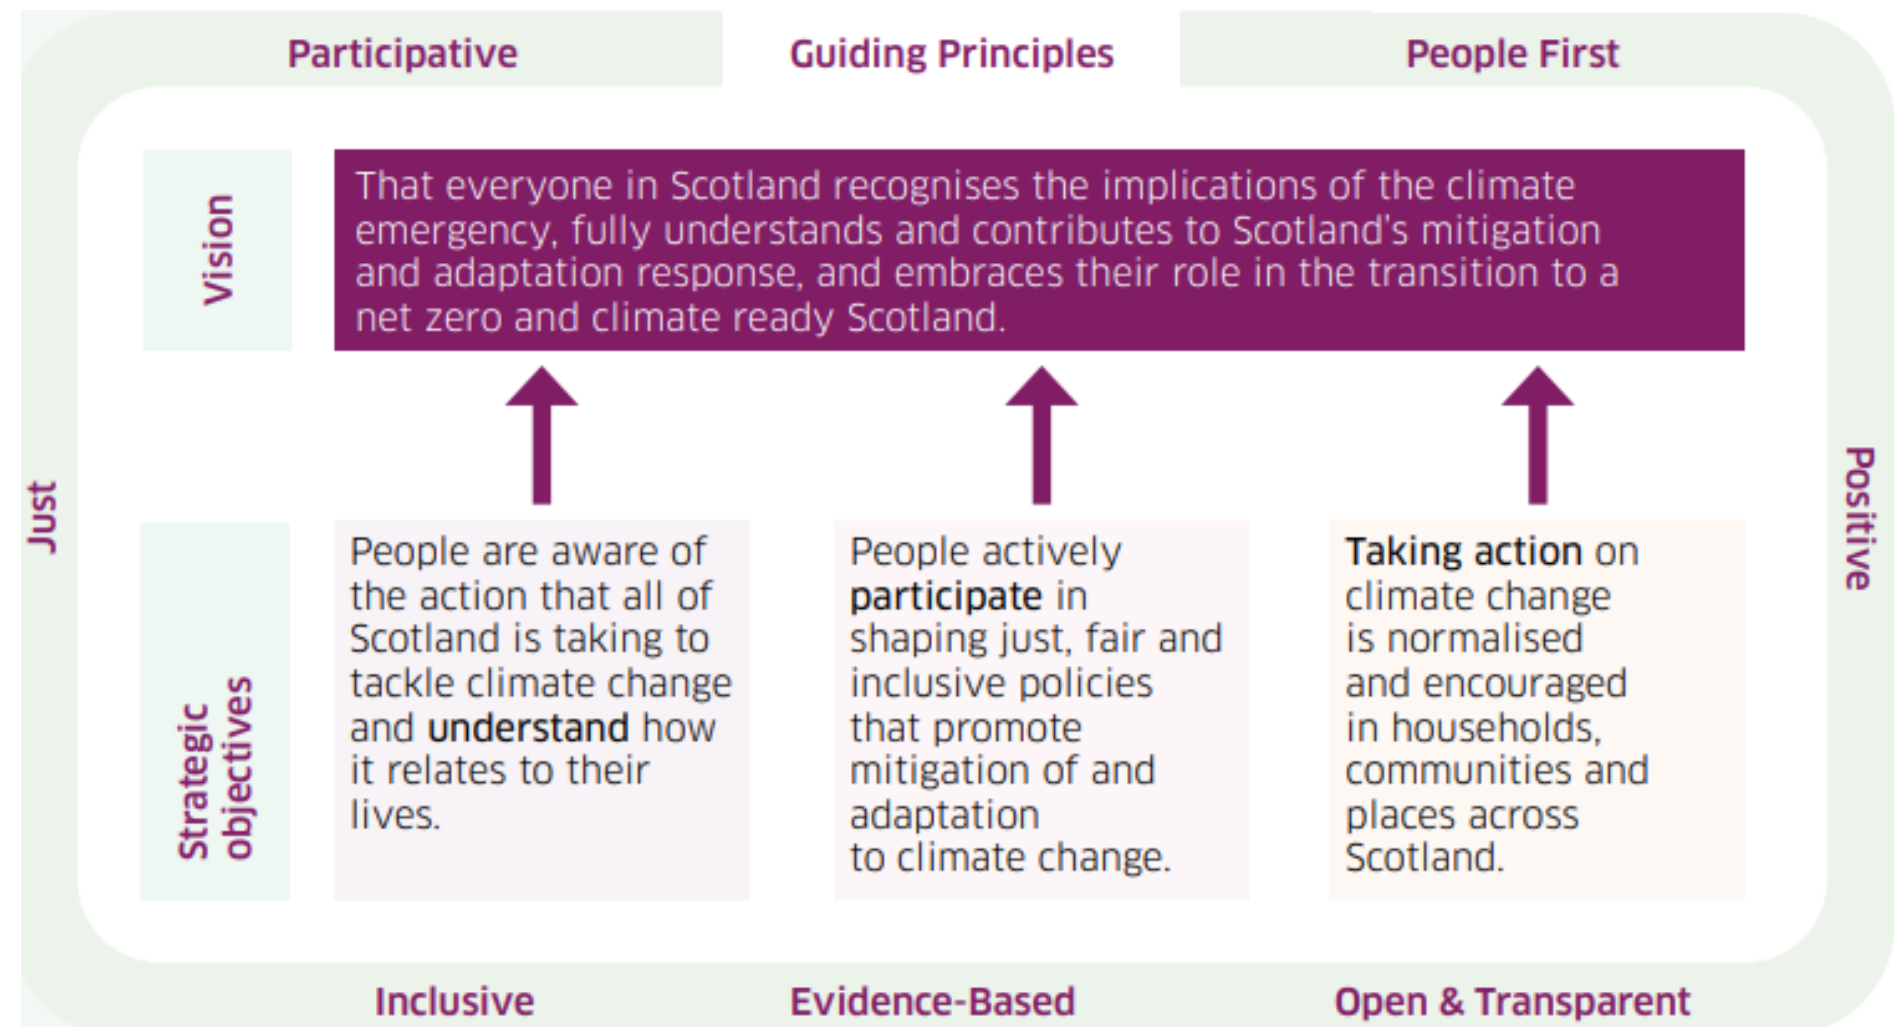 Participative
Guiding Principles
People First
Vision
That everyone in Scotland recognises the implications of the climate
emergency, fully understands and contributes to Scotland's mitigation
and adaptation response, and embraces their role in the transition to a
net zero and climate ready Scotland.
Just
Positive
Strategic
objectives
People are aware of
the action that all of
Scotland is taking to
tackle climate change
and understand how
it relates to their
lives.
People actively
participate in
shaping just, fair and
inclusive policies
that promote
mitigation of and
adaptation
to climate change.
Taking action on
climate change
is normalised
and encouraged
in households,
communities and
places across
Scotland.
Inclusive
Evidence-Based
Open & Transparent